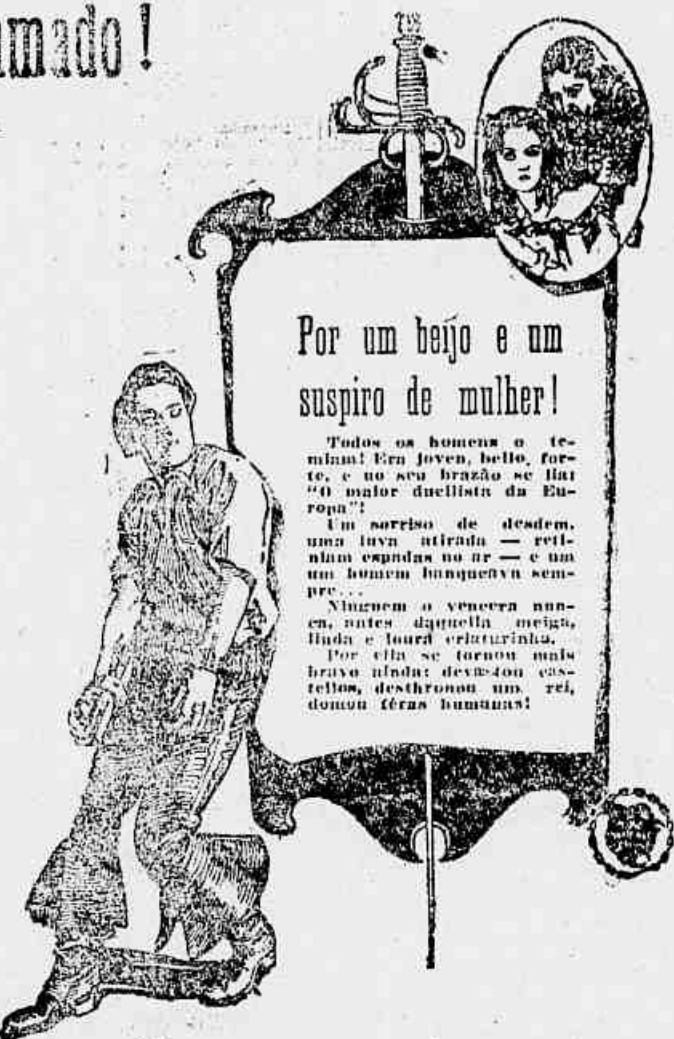 amado!
Por um beijo e um
suspiro de mulher!
Todos os homens o te-
miam! Era joven, bello, for-
te, e no seu brazão se lia:
"O maior duellista da Eu-
ropa"!
Um sorriso de desdem,
uma luva atirada — reti-
niam espadas no ar — e um
um homem banqueava sem-
pre...
Ninguem o vencera nun-
ca, antes daquella meiga,
linda e loura criaturinha.
Por ella se tornou mais
bravo ainda: devastou cas-
tellos, desthronou um rei,
domou féras humanas!